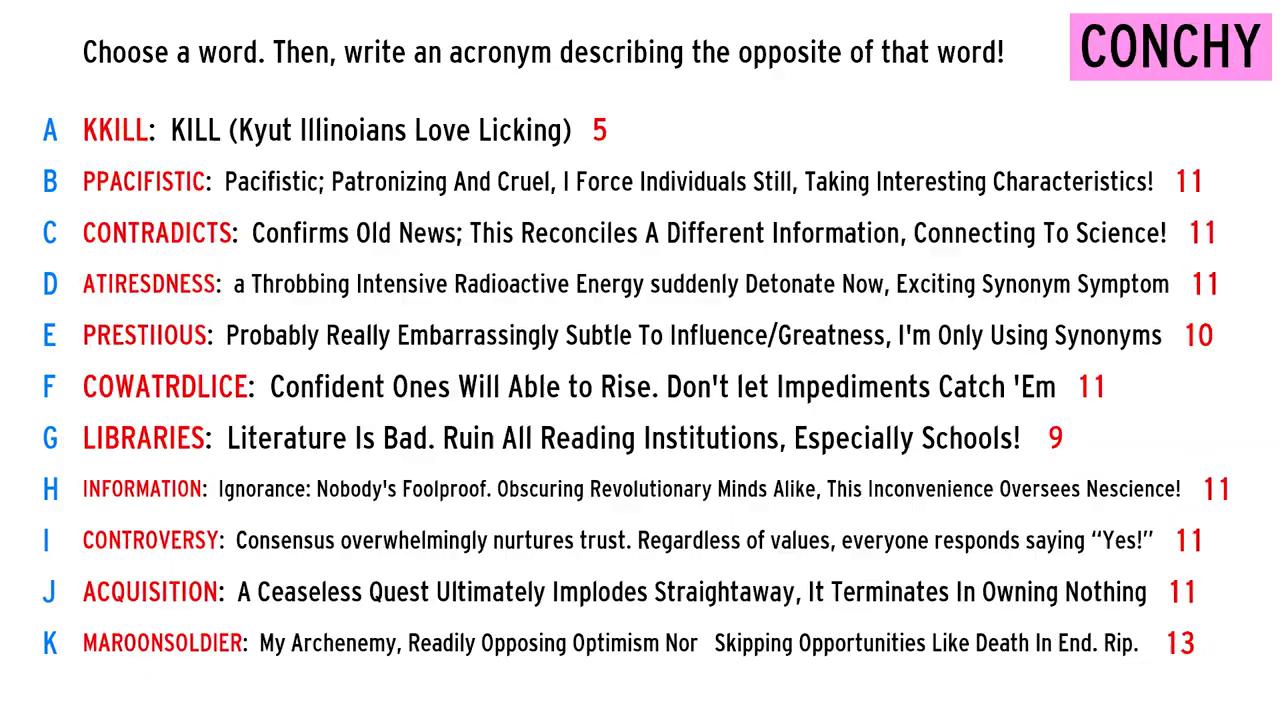 Choose a word. Then, write an acronym describing the opposite of that word!
CONCHY
A KKILL: KILL (Kyut Illinoians Love Licking) 5
B PPACIFISTIC: Pacifistic; Patronizing And Cruel, I Force Individuals Still, Taking Interesting Characteristics! 11
C CONTRADICTS: Confirms Old News; This Reconciles A Different Information, Connecting To Science! 11
D ATIRESDNESS: a Throbbing Intensive Radioactive Energy suddenly Detonate Now, Exciting Synonym Symptom 11
E PRESTIIOUS: Probably Really Embarrassingly Subtle To Influence/Greatness, I'm Only Using Synonyms 10
F COWATRDLICE: Confident Ones Will Able to Rise. Don't let Impediments Catch 'Em 11
G LIBRARIES: Literature Is Bad. Ruin All Reading Institutions, Especially Schools! 9
H INFORMATION: Ignorance: Nobody's Foolproof. Obscuring Revolutionary Minds Alike, This Inconvenience Oversees Nescience! 11
I CONTROVERSY: Consensus overwhelmingly nurtures trust. Regardless of values, everyone responds saying “Yes!” 11
J ACQUISITION: A Ceaseless Quest Ultimately Implodes Straightaway, It Terminates In Owning Nothing 11
K MAROONSOLDIER: My Archenemy, Readily Opposing Optimism Nor Skipping Opportunities Like Death In End. Rip. 13